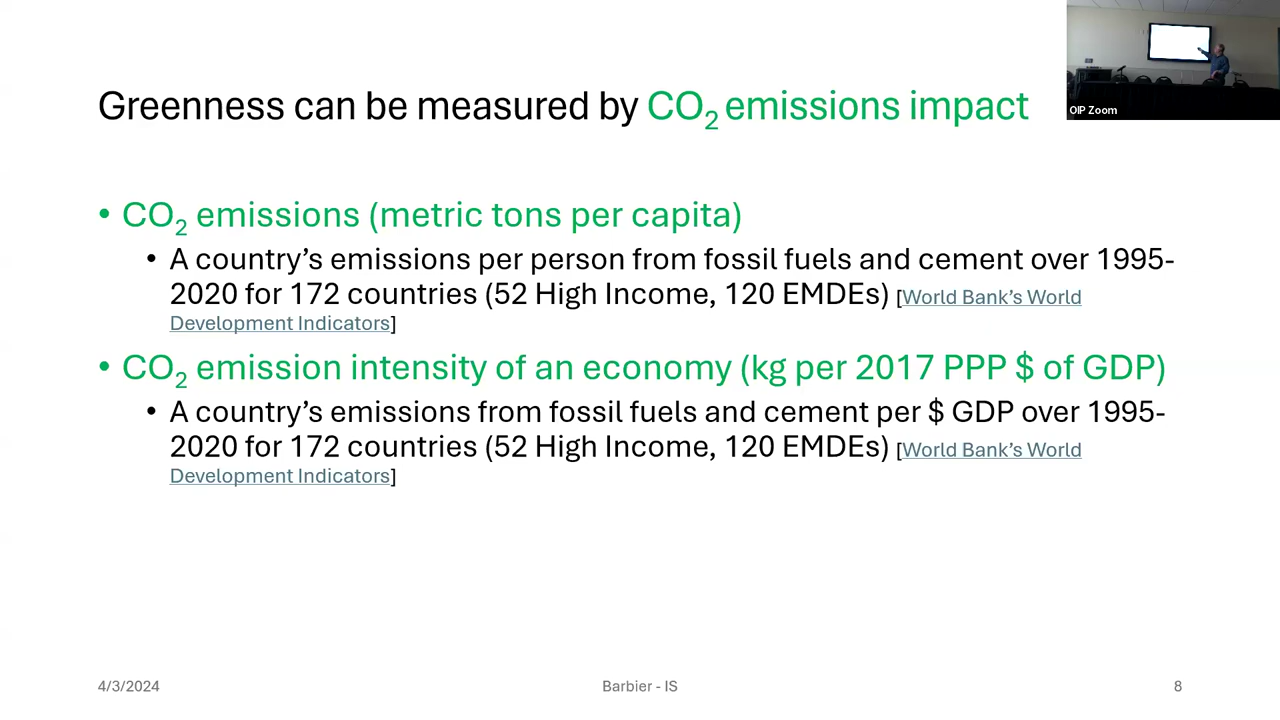 OIP Zoom
Greenness can be measured by CO₂ emissions impact
• CO₂ emissions (metric tons per capita)
• A country’s emissions per person from fossil fuels and cement over 1995-
2020 for 172 countries (52 High Income, 120 EMDEs) [World Bank’s World
Development Indicators]
• CO₂ emission intensity of an economy (kg per 2017 PPP $ of GDP)
• A country’s emissions from fossil fuels and cement per $ GDP over 1995-
2020 for 172 countries (52 High Income, 120 EMDEs) [World Bank’s World
Development Indicators]
4/3/2024 Barbier - IS 8